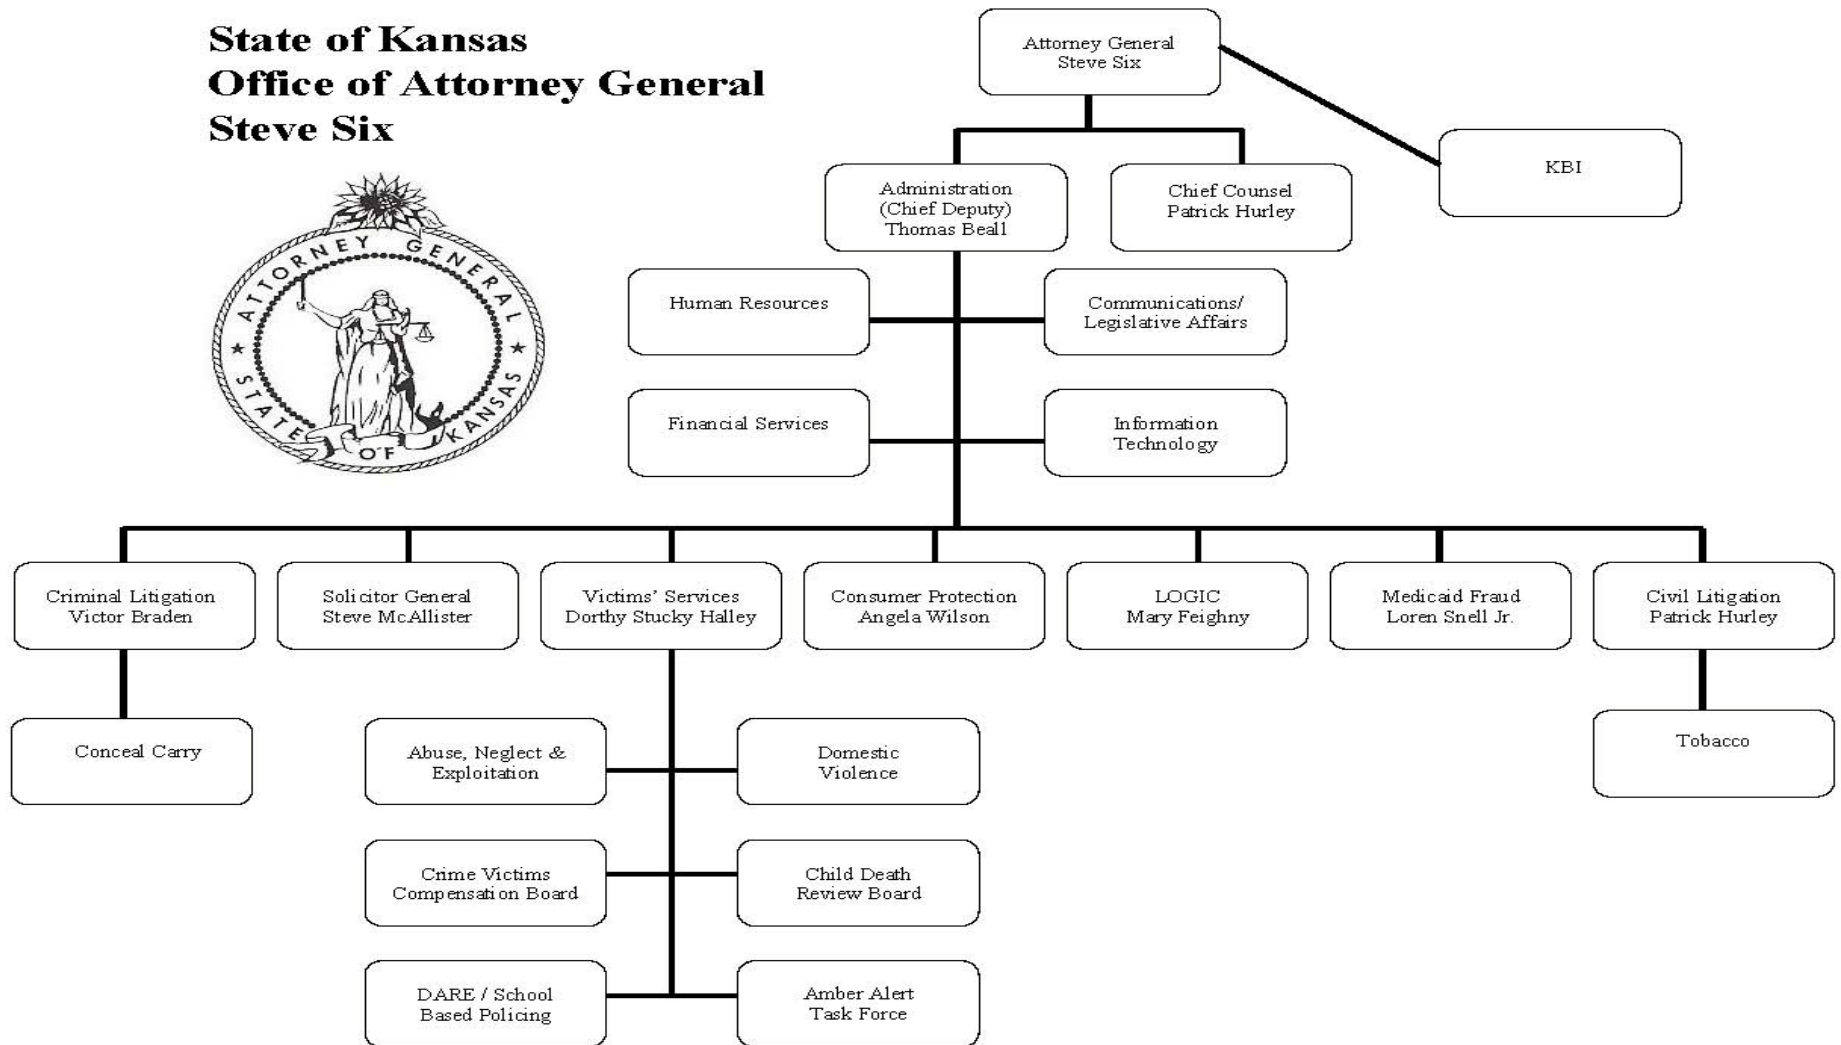 State of Kansas
Office of Attorney General
Steve Six
ATTORNEY GENERAL
STATE OF KANSAS
Attorney General
Steve Six
KBI
Administration
(Chief Deputy)
Thomas Beall
Chief Counsel
Patrick Hurley
Human Resources
Communications/
Legislative Affairs
Financial Services
Information
Technology
Criminal Litigation
Victor Braden
Solicitor General
Steve McAllister
Victims’ Services
Dorthy Stucky Halley
Consumer Protection
Angela Wilson
LOGIC
Mary Feighny
Medicaid Fraud
Loren Snell Jr.
Civil Litigation
Patrick Hurley
Conceal Carry
Abuse, Neglect &
Exploitation
Domestic
Violence
Tobacco
Crime Victims
Compensation Board
Child Death
Review Board
DARE / School
Based Policing
Amber Alert
Task Force